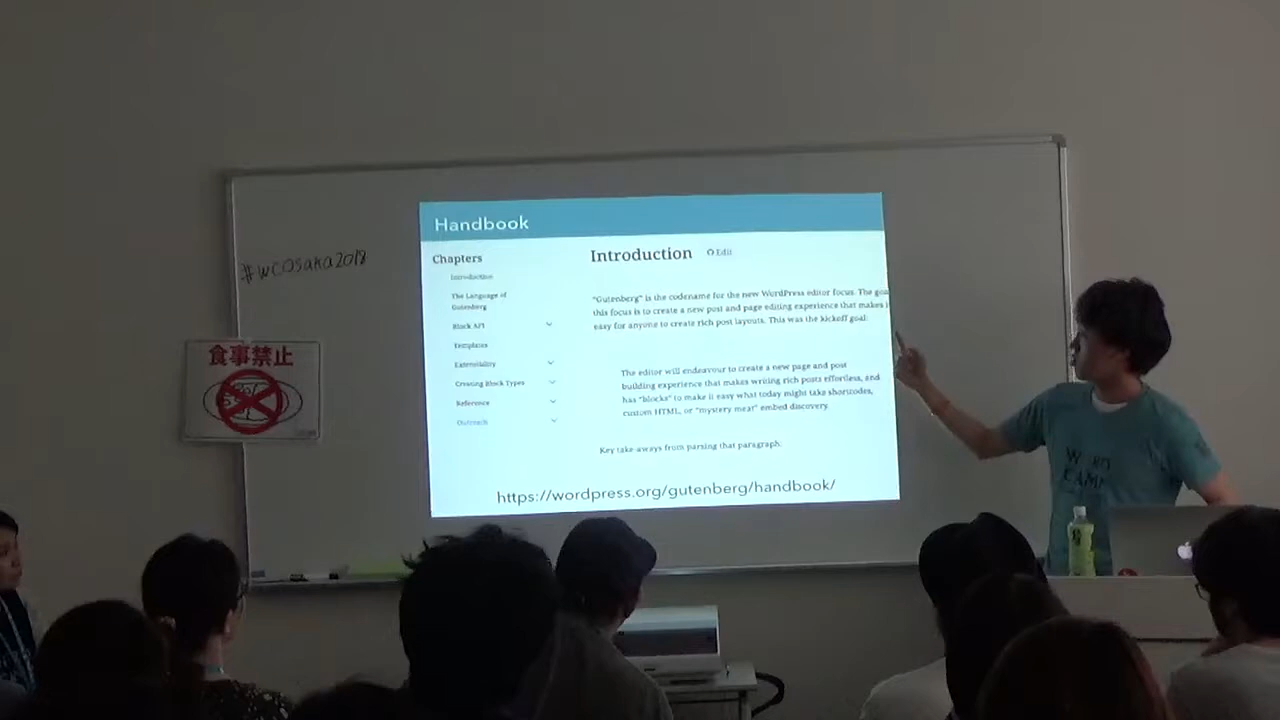 Handbook
Chapters
Introduction
The Language of
Gutenberg
Block API
Templates
Extensibility
Creating Block Types
Reference
Outreach
Introduction Edit
"Gutenberg" is the codename for the new WordPress editor focus. The goa
this focus is to create a new post and page editing experience that makes i
easy for anyone to create rich post layouts. This was the kickoff goal:
The editor will endeavour to create a new page and post
building experience that makes writing rich posts effortless, and
has "blocks" to make it easy what today might take shortcodes,
custom HTML, or "mystery meat" embed discovery.
Key take-aways from parsing that paragraph:
https://wordpress.org/gutenberg/handbook/
#wcosaka2018
食事禁止
WORD
CAMP